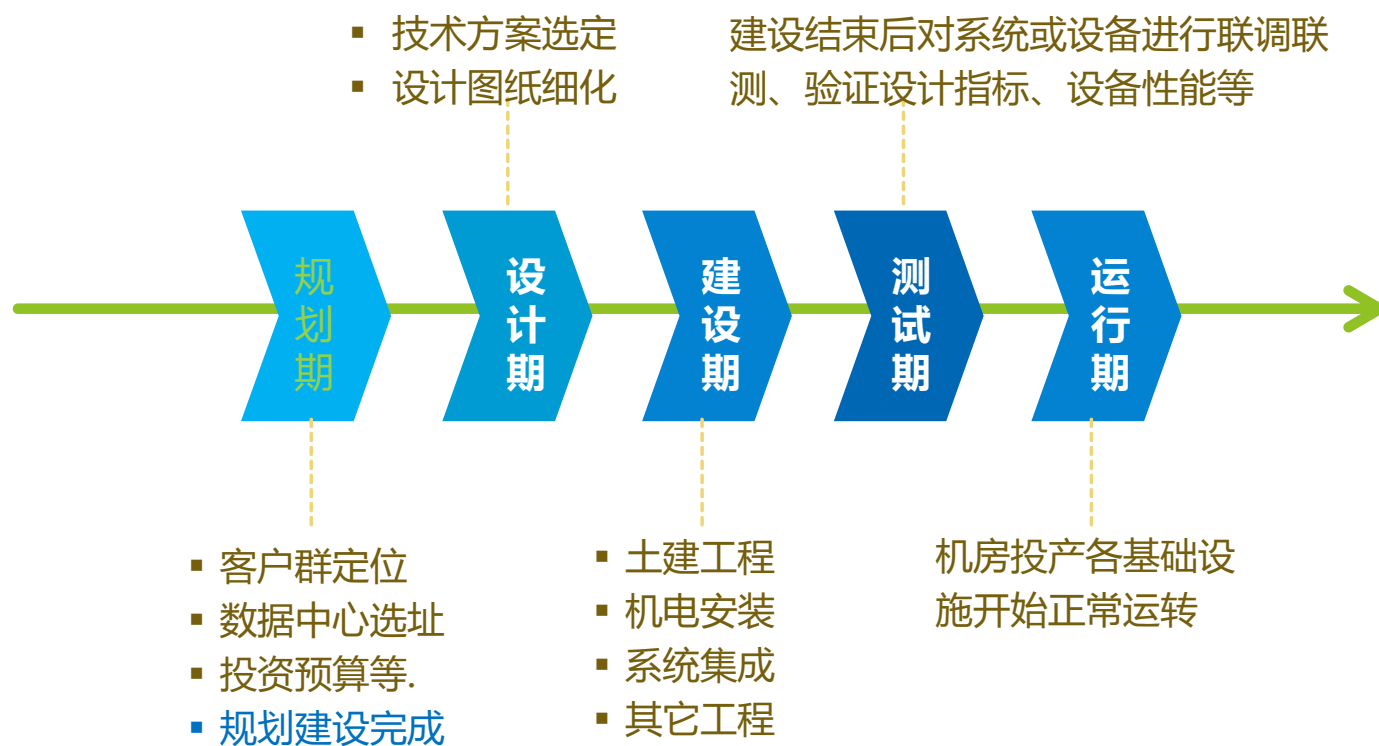 ▪ 技术方案选定
▪ 设计图纸细化
建设结束后对系统或设备进行联调联
测、验证设计指标、设备性能等
规划期
设计期
建设期
测试期
运行期
▪ 客户群定位
▪ 数据中心选址
▪ 投资预算等.
▪ 规划建设完成
▪ 土建工程
▪ 机电安装
▪ 系统集成
▪ 其它工程
机房投产各基础设
施开始正常运转